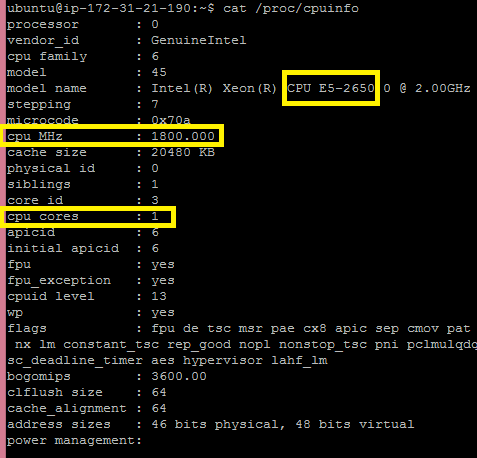 ubuntu@ip-172-31-21-190:~$ cat /proc/cpuinfo
processor : 0
vendor_id : GenuineIntel
cpu family : 6
model : 45
model name : Intel(R) Xeon(R) CPU E5-2650 0 @ 2.00GHz
stepping : 7
microcode : 0x70a
cpu MHz : 1800.000
cache size : 20480 KB
physical id : 0
siblings : 1
core id : 3
cpu cores : 1
apicid : 6
initial apicid : 6
fpu : yes
fpu_exception : yes
cpuid level : 13
wp : yes
flags : fpu de tsc msr pae cx8 apic sep cmov pat
nx lm constant_tsc rep_good nopl nonstop_tsc pni pclmulqdq
sc_deadline_timer aes hypervisor lahf_lm
bogomips : 3600.00
clflush size : 64
cache_alignment : 64
address sizes : 46 bits physical, 48 bits virtual
power management: